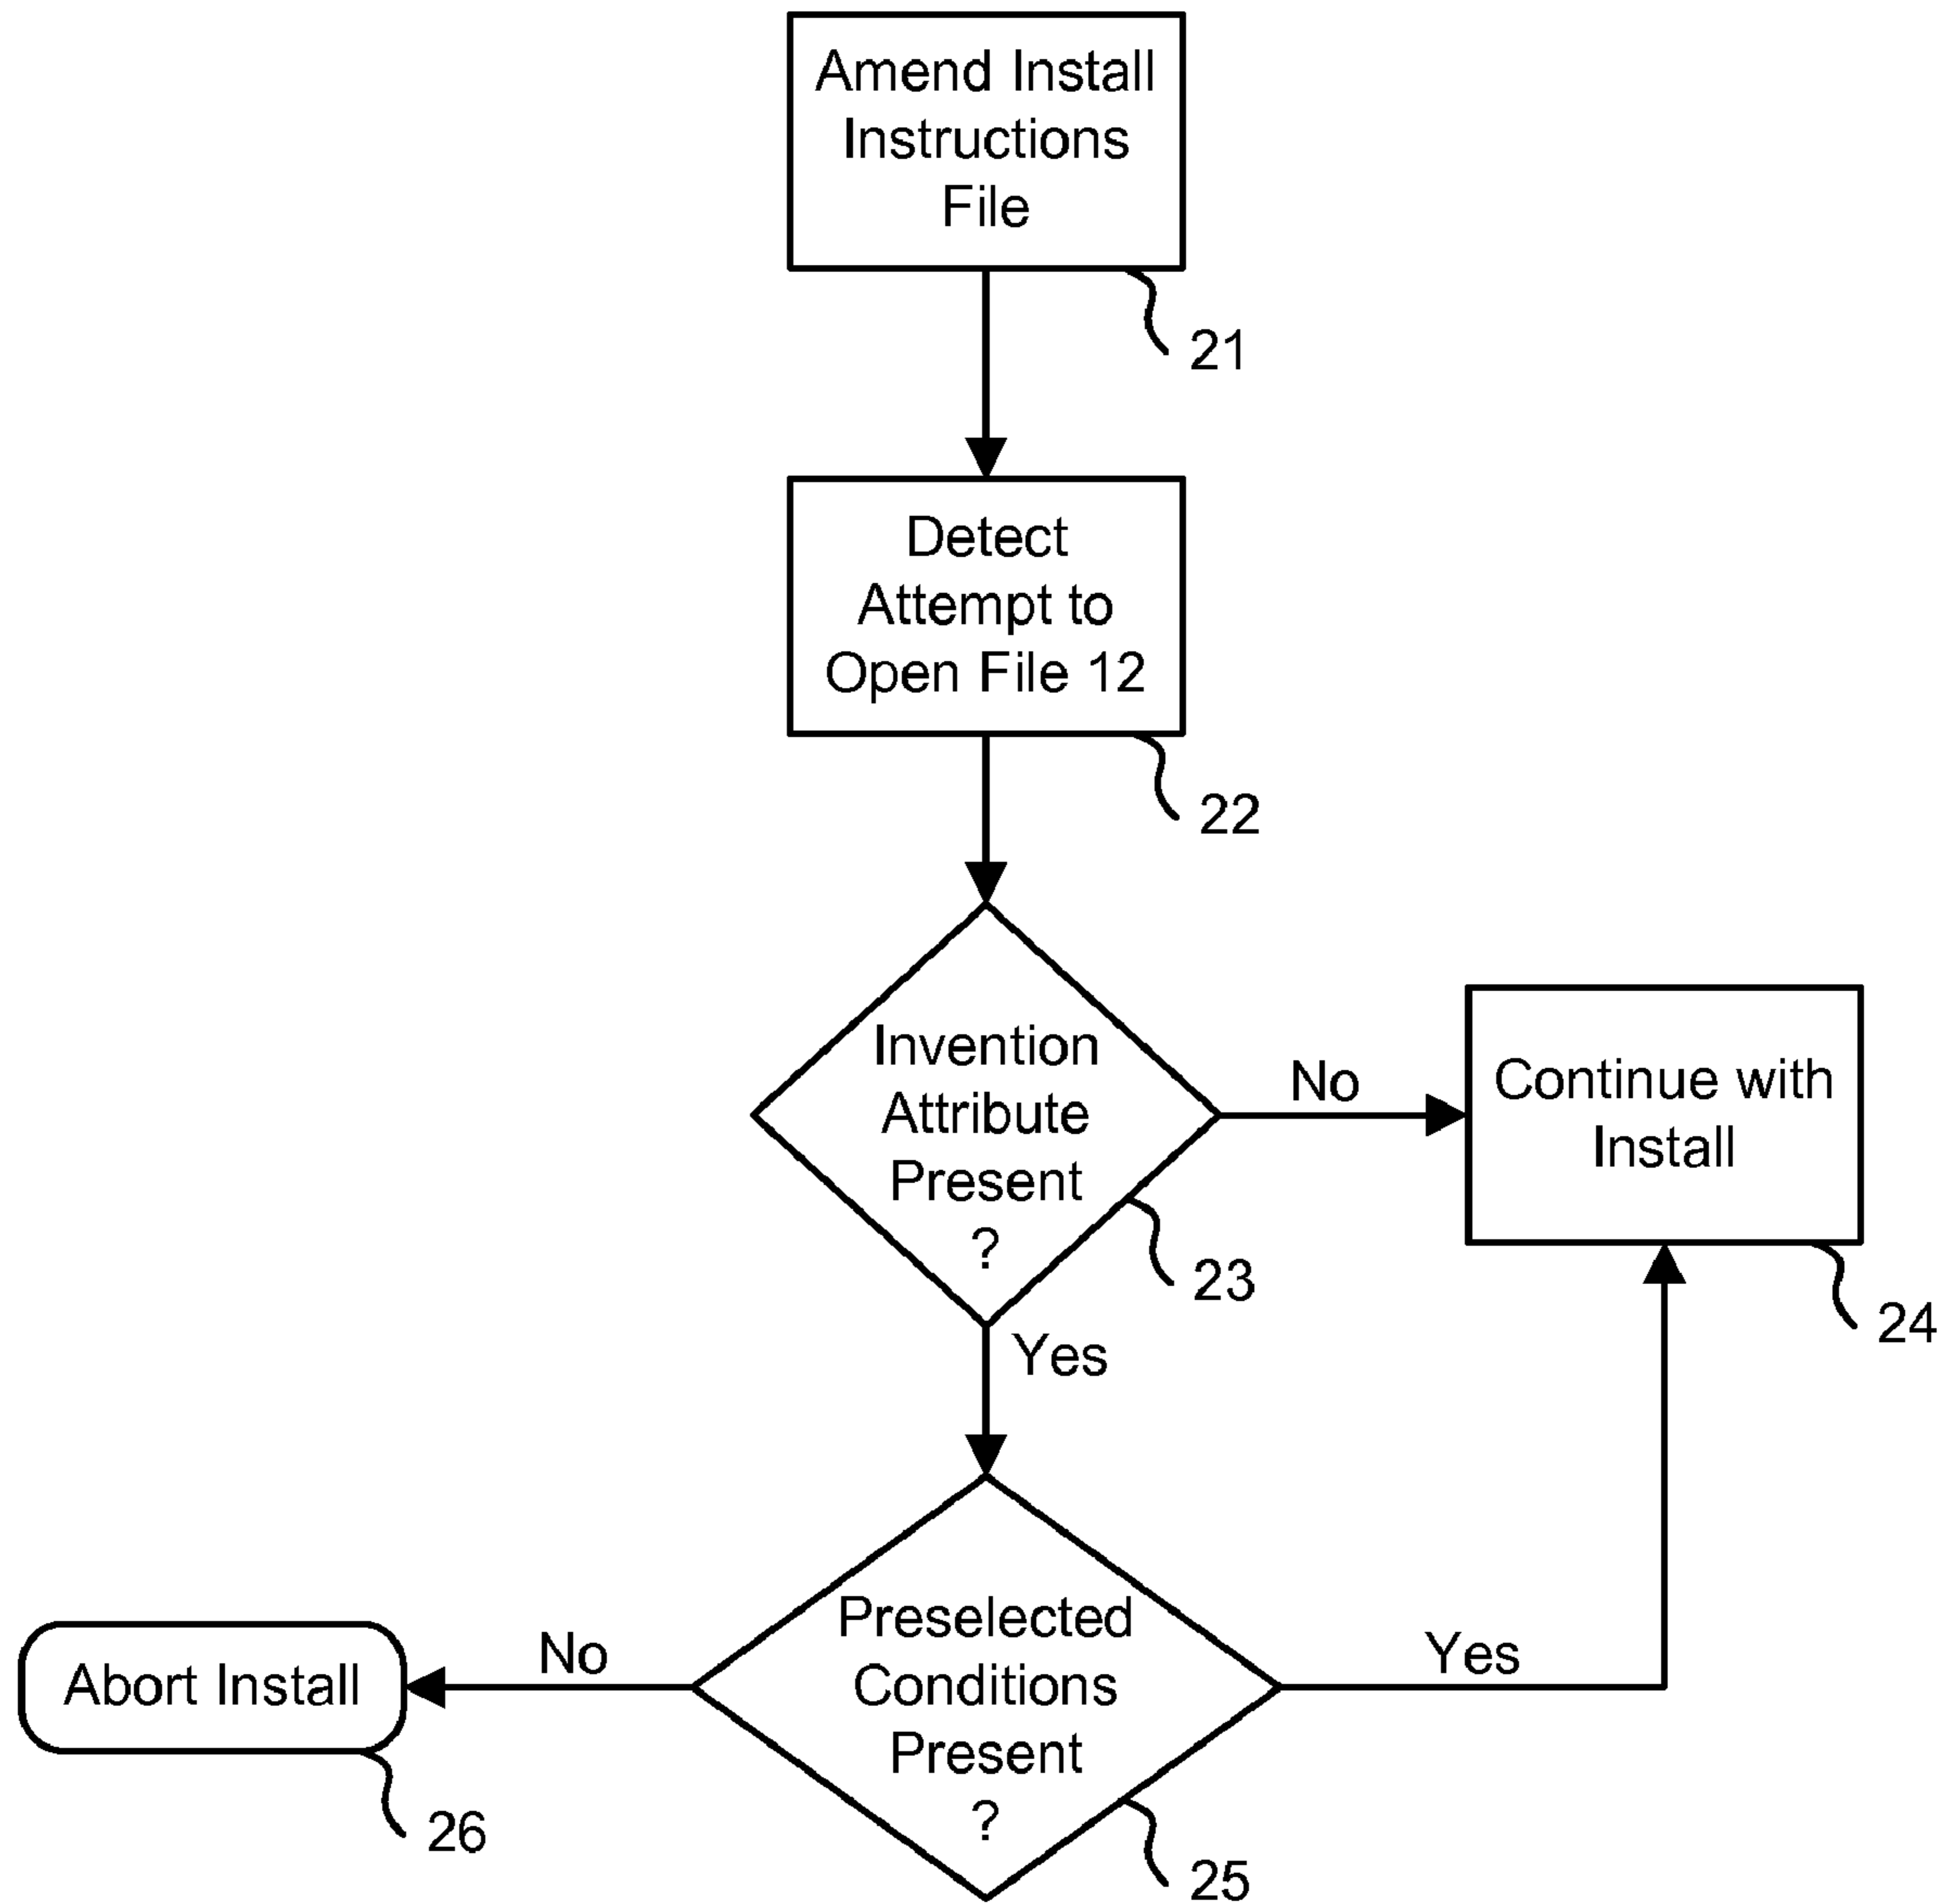 Amend Install
Instructions
File
21
Detect
Attempt to
Open File 12
22
Invention
Attribute
Present
?
23
No
Continue with
Install
24
Yes
Preselected
Conditions
Present
?
25
No
Abort Install
26
Yes